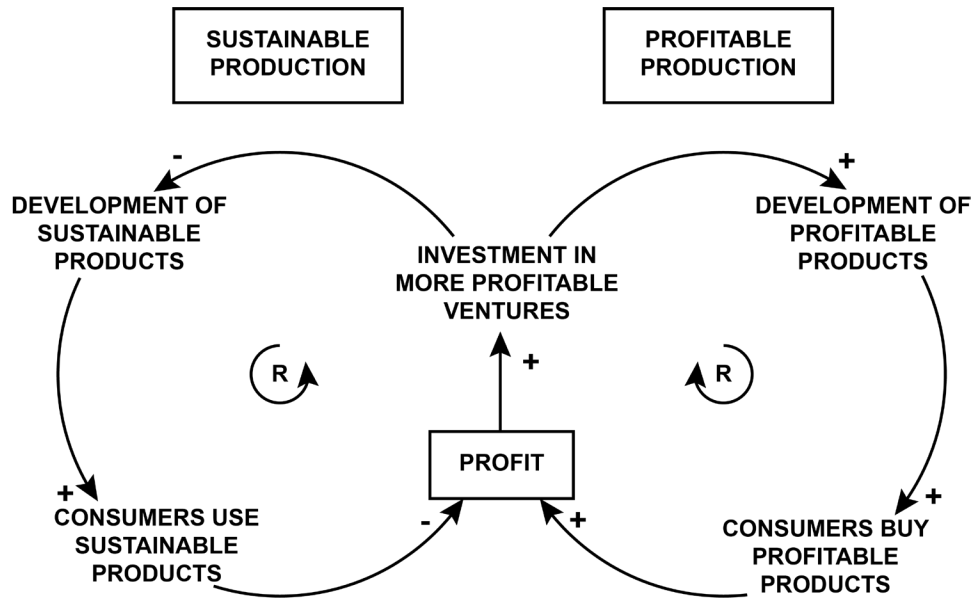 SUSTAINABLE
PRODUCTION
PROFITABLE
PRODUCTION
-
+
DEVELOPMENT OF
SUSTAINABLE
PRODUCTS
DEVELOPMENT OF
PROFITABLE
PRODUCTS
INVESTMENT IN
MORE PROFITABLE
VENTURES
+
R
R
PROFIT
+
CONSUMERS USE
SUSTAINABLE
PRODUCTS
-
+
+
CONSUMERS BUY
PROFITABLE
PRODUCTS